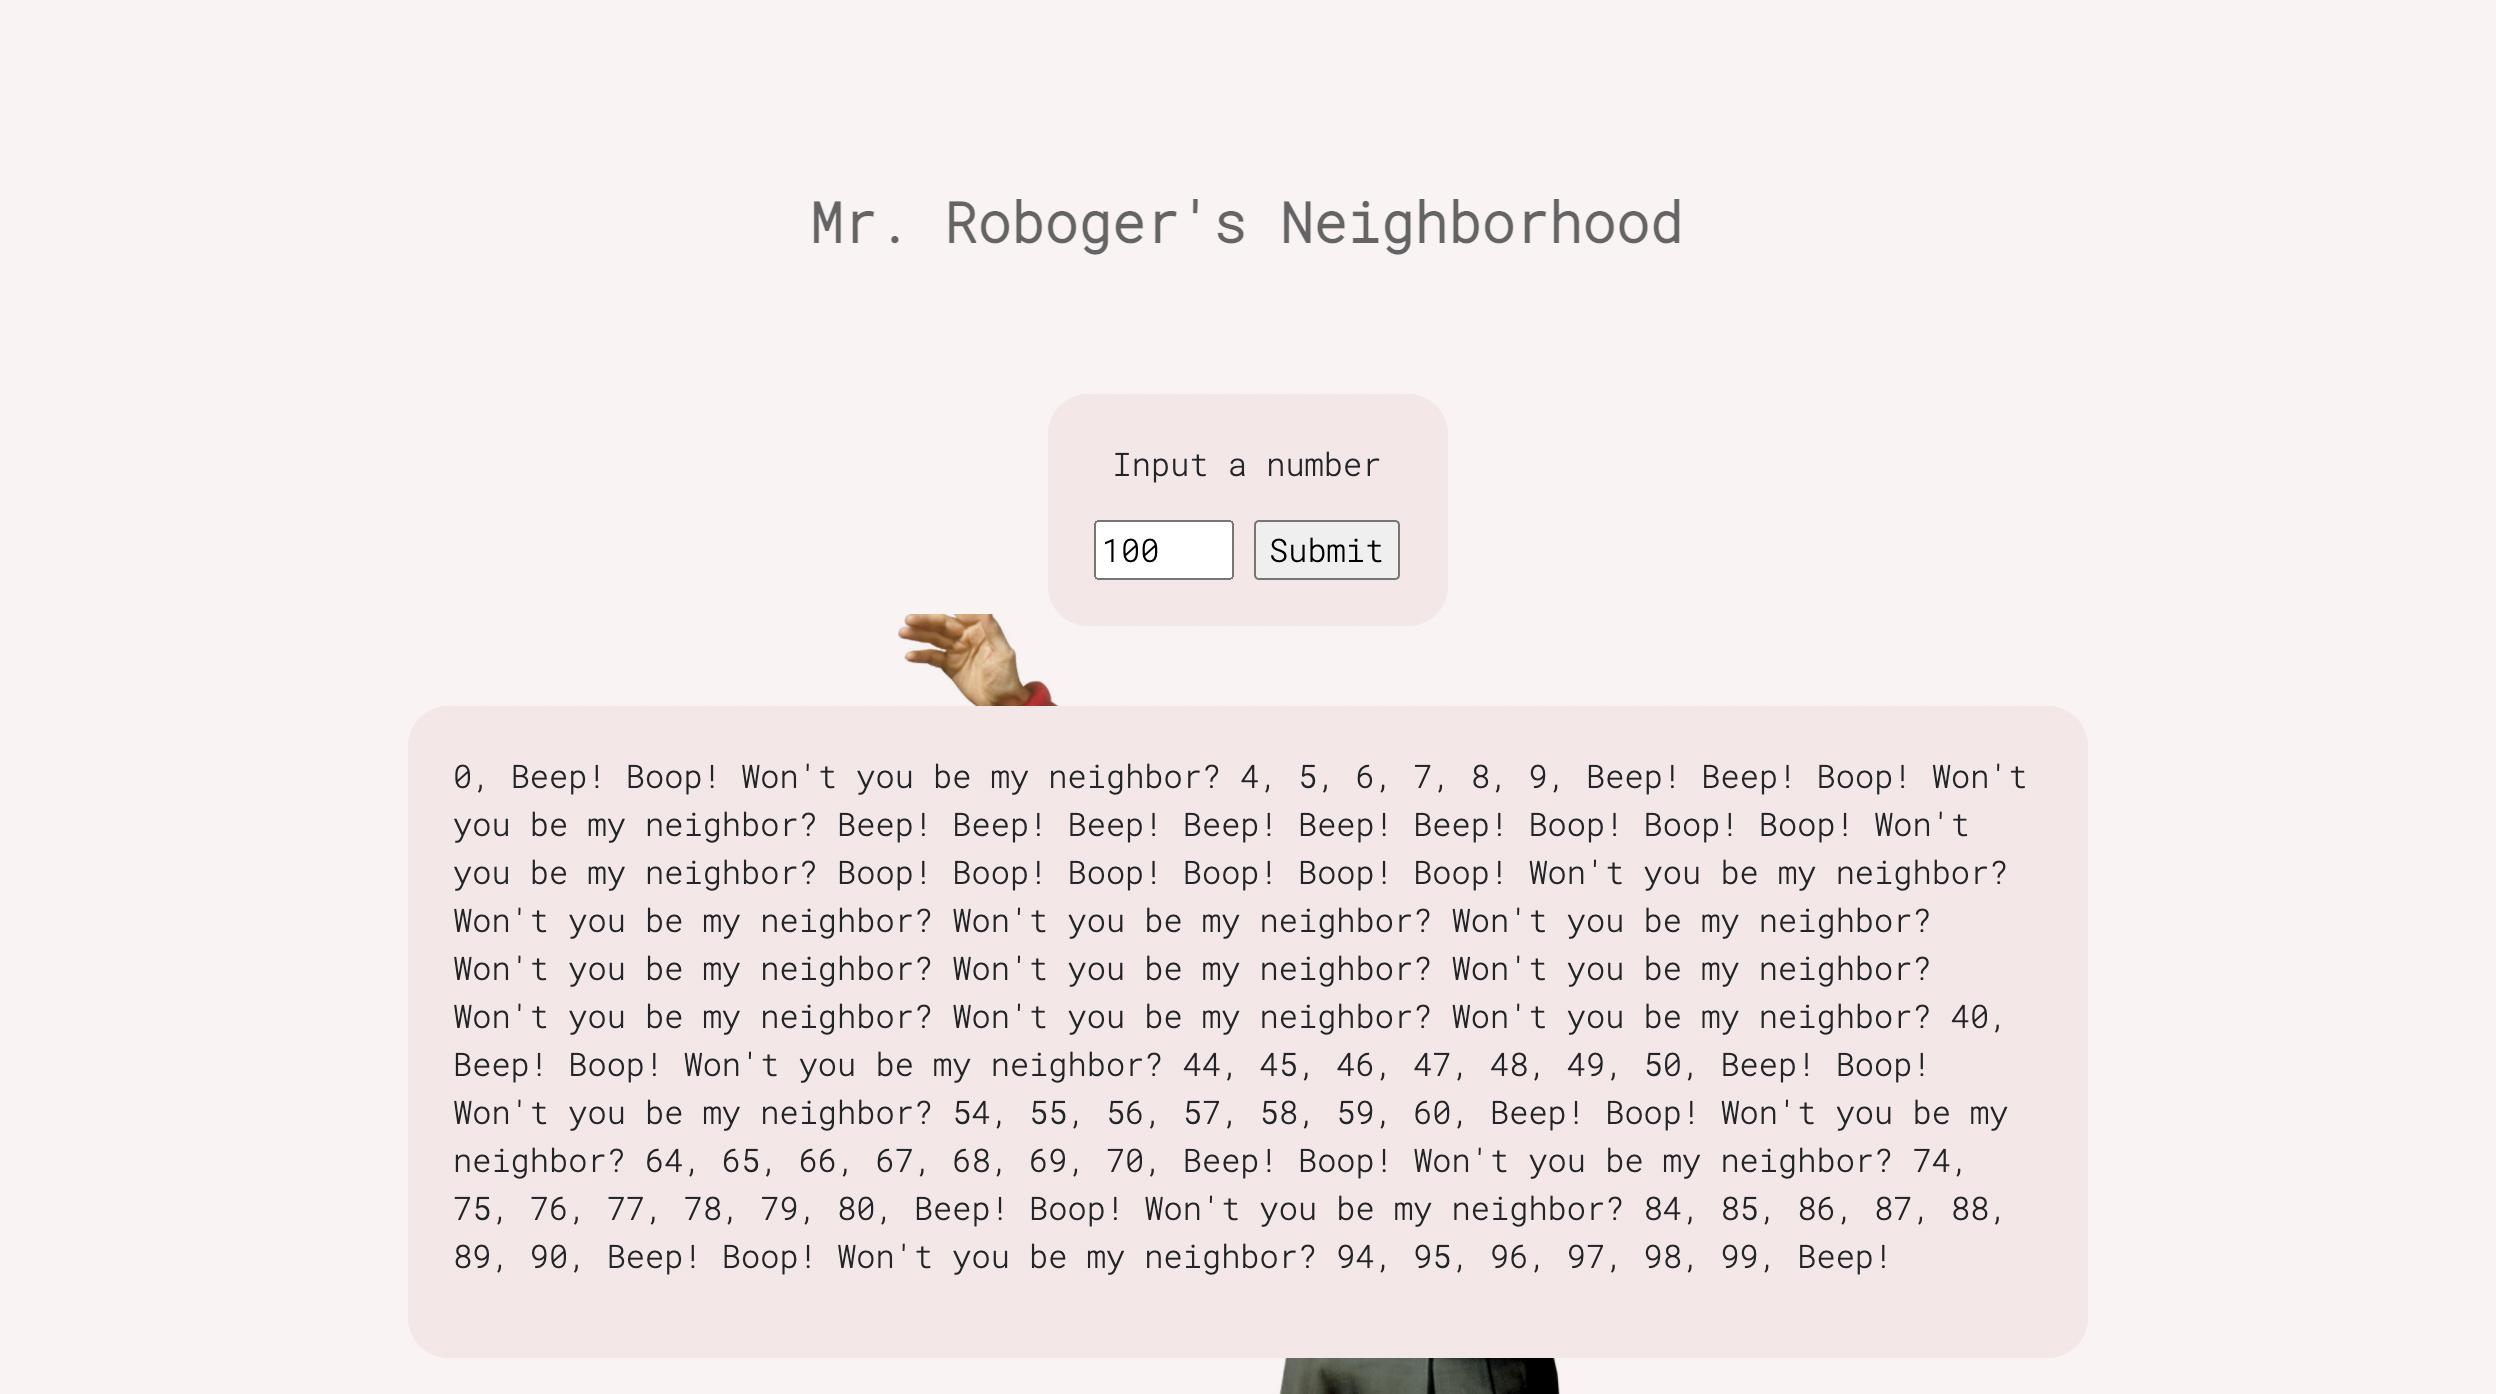 Mr. Roboger's Neighborhood
Input a number
100 Submit
0, Beep! Boop! Won't you be my neighbor? 4, 5, 6, 7, 8, 9, Beep! Beep! Boop! Won't
you be my neighbor? Beep! Beep! Beep! Beep! Beep! Beep! Boop! Boop! Boop! Won't
you be my neighbor? Boop! Boop! Boop! Boop! Boop! Boop! Won't you be my neighbor?
Won't you be my neighbor? Won't you be my neighbor? Won't you be my neighbor?
Won't you be my neighbor? Won't you be my neighbor? Won't you be my neighbor?
Won't you be my neighbor? Won't you be my neighbor? Won't you be my neighbor? 40,
Beep! Boop! Won't you be my neighbor? 44, 45, 46, 47, 48, 49, 50, Beep! Boop!
Won't you be my neighbor? 54, 55, 56, 57, 58, 59, 60, Beep! Boop! Won't you be my
neighbor? 64, 65, 66, 67, 68, 69, 70, Beep! Boop! Won't you be my neighbor? 74,
75, 76, 77, 78, 79, 80, Beep! Boop! Won't you be my neighbor? 84, 85, 86, 87, 88,
89, 90, Beep! Boop! Won't you be my neighbor? 94, 95, 96, 97, 98, 99, Beep!